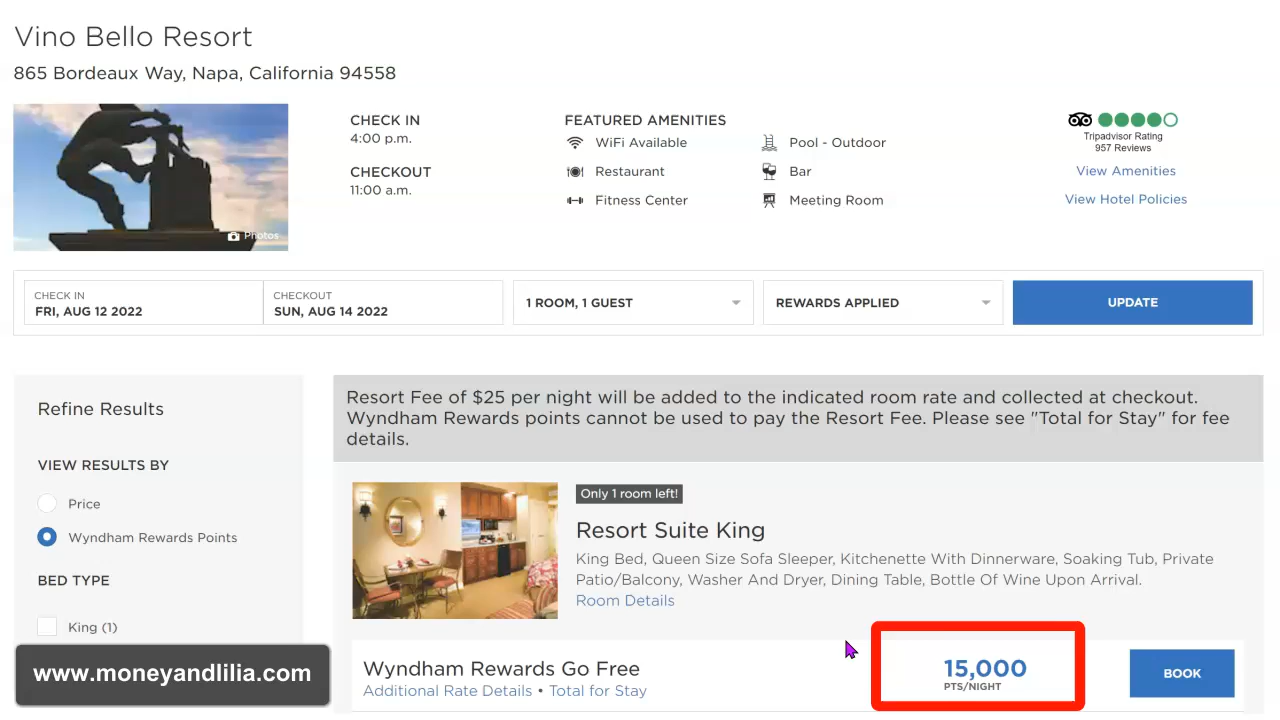 Vino Bello Resort
865 Bordeaux Way, Napa, California 94558
Photos
CHECK IN
4:00 p.m.
CHECKOUT
11:00 a.m.
FEATURED AMENITIES
WiFi Available
Restaurant
Fitness Center
Pool - Outdoor
Bar
Meeting Room
Tripadvisor Rating
957 Reviews
View Amenities
View Hotel Policies
CHECK IN
FRI, AUG 12 2022
CHECKOUT
SUN, AUG 14 2022
1 ROOM, 1 GUEST
REWARDS APPLIED
UPDATE
Refine Results
VIEW RESULTS BY
Price
Wyndham Rewards Points
BED TYPE
King (1)
www.moneyandlilia.com
Resort Fee of $25 per night will be added to the indicated room rate and collected at checkout.
Wyndham Rewards points cannot be used to pay the Resort Fee. Please see "Total for Stay" for fee
details.
Only 1 room left!
Resort Suite King
King Bed, Queen Size Sofa Sleeper, Kitchenette With Dinnerware, Soaking Tub, Private
Patio/Balcony, Washer And Dryer, Dining Table, Bottle Of Wine Upon Arrival.
Room Details
Wyndham Rewards Go Free
Additional Rate Details • Total for Stay
15,000
PTS/NIGHT
BOOK